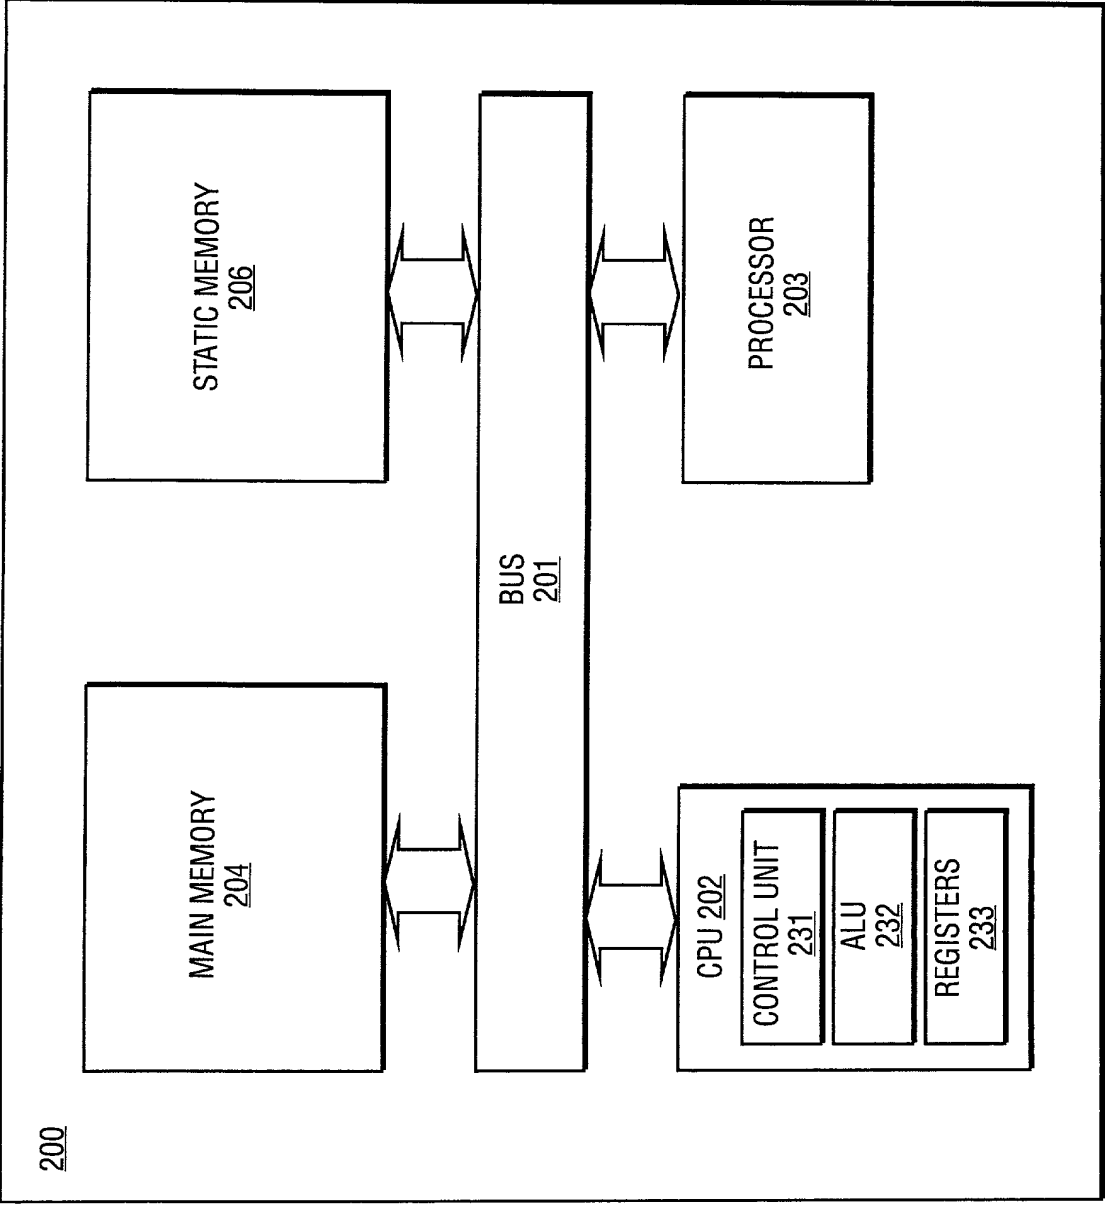 200
MAIN MEMORY
204
STATIC MEMORY
206
BUS
201
CPU 202
CONTROL UNIT
231
ALU
232
REGISTERS
233
PROCESSOR
203